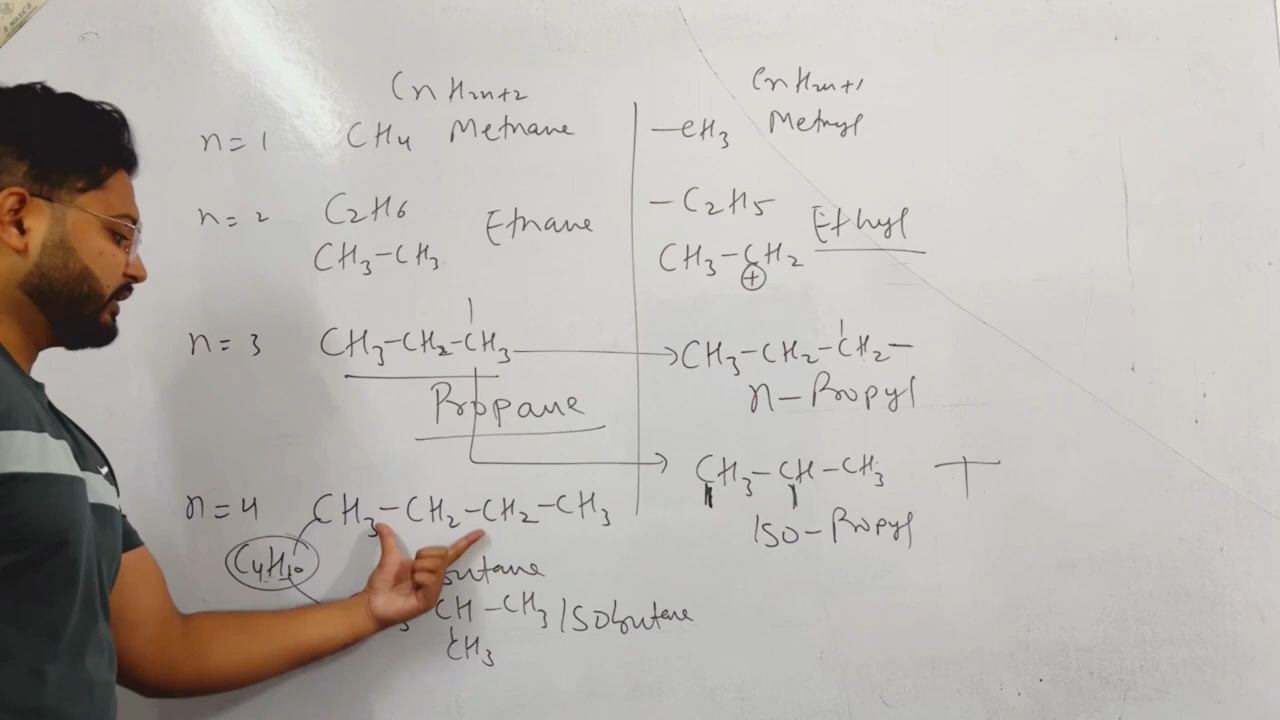 CnH2n+2
n=1 CH4 Methane
n=2 C2H6 Ethane
CH3-CH3
n=3 CH3-CH2-CH3
Propane
n=4 CH3-CH2-CH2-CH3
C4H10
butane
CH-CH3 Isobutane
CH3
CnH2n+1
-CH3 Methyl
-C2H5 Ethyl
CH3-CH2
+
CH3-CH2-CH2-
n-Propyl
CH3-CH-CH3
ISO-Propyl